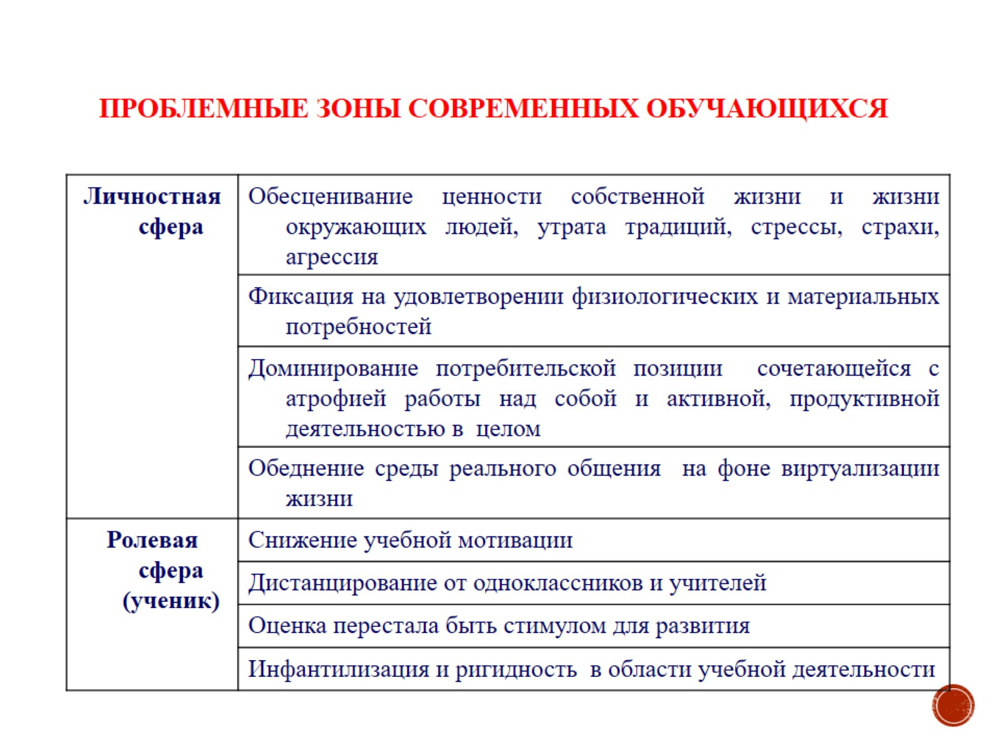 ПРОБЛЕМНЫЕ ЗОНЫ СОВРЕМЕННЫХ ОБУЧАЮЩИХСЯ
Личностная
сфера
Обесценивание ценности собственной жизни и жизни
окружающих людей, утрата традиций, стрессы, страхи,
агрессия
Фиксация на удовлетворении физиологических и материальных
потребностей
Доминирование потребительской позиции сочетающейся с
атрофией работы над собой и активной, продуктивной
деятельностью в целом
Обеднение среды реального общения на фоне виртуализации
жизни
Ролевая
сфера
(ученик)
Снижение учебной мотивации
Дистанцирование от одноклассников и учителей
Оценка перестала быть стимулом для развития
Инфантилизация и ригидность в области учебной деятельности